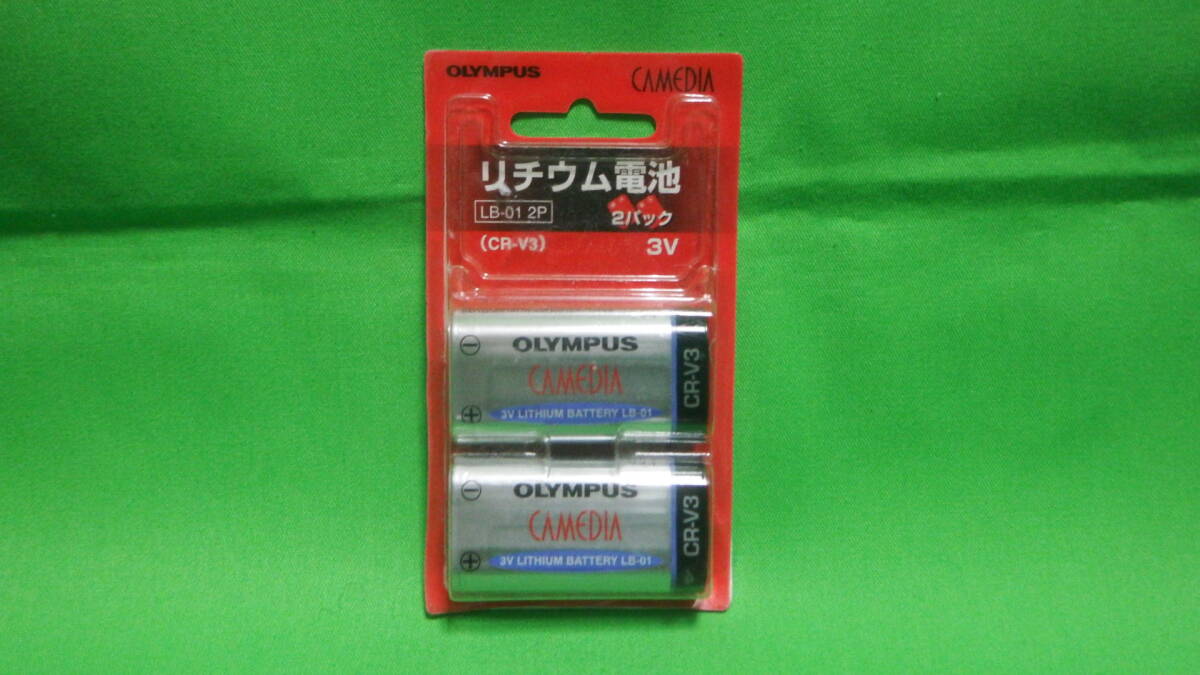 OLYMPUS CAMEDIA
リチウム電池
LB-01 2P 2パック
(CR-V3) 3V
OLYMPUS
CAMEDIA
3V LITHIUM BATTERY LB-01
CR-V3
OLYMPUS
CAMEDIA
3V LITHIUM BATTERY LB-01
CR-V3